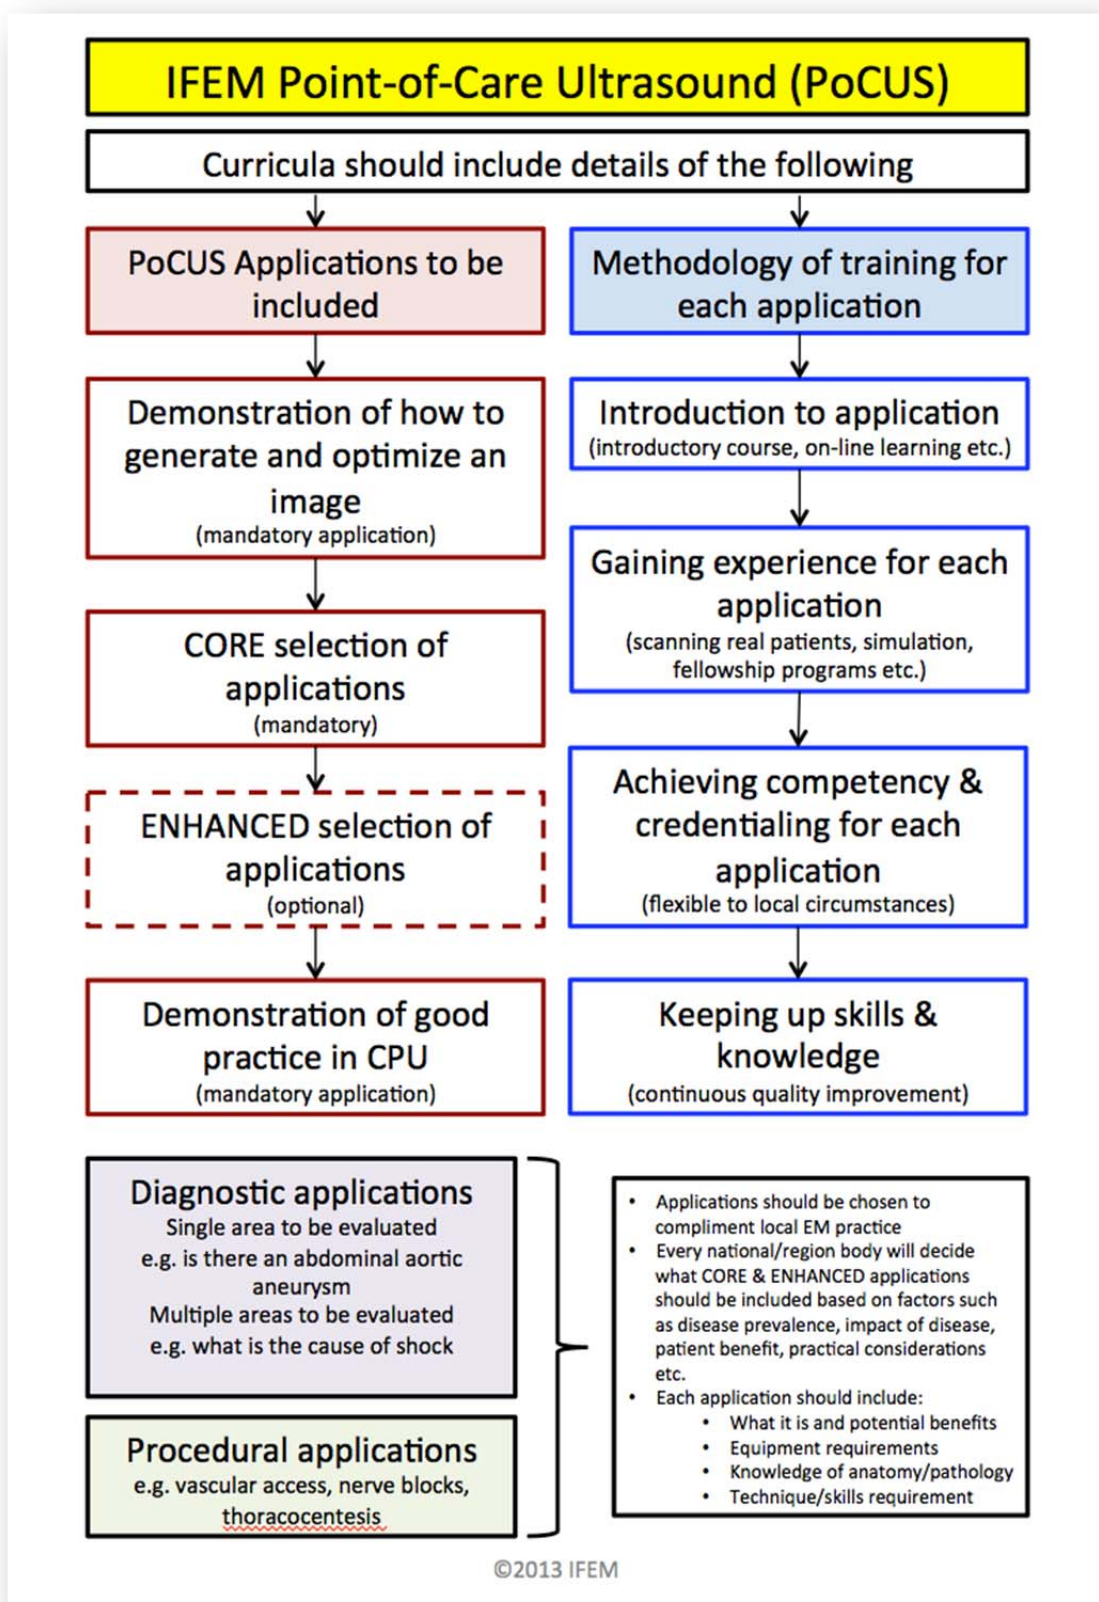 IFEM Point-of-Care Ultrasound (PoCUS)
Curricula should include details of the following
PoCUS Applications to be
included
Demonstration of how to
generate and optimize an
image
(mandatory application)
CORE selection of
applications
(mandatory)
ENHANCED selection of
applications
(optional)
Demonstration of good
practice in CPU
(mandatory application)
Methodology of training for
each application
Introduction to application
(introductory course, on-line learning etc.)
Gaining experience for each
application
(scanning real patients, simulation,
fellowship programs etc.)
Achieving competency &
credentialing for each
application
(flexible to local circumstances)
Keeping up skills &
knowledge
(continuous quality improvement)
Diagnostic applications
Single area to be evaluated
e.g. is there an abdominal aortic
aneurysm
Multiple areas to be evaluated
e.g. what is the cause of shock
Procedural applications
e.g. vascular access, nerve blocks,
thoracocentesis
• Applications should be chosen to
compliment local EM practice
• Every national/region body will decide
what CORE & ENHANCED applications
should be included based on factors such
as disease prevalence, impact of disease,
patient benefit, practical considerations
etc.
• Each application should include:
• What it is and potential benefits
• Equipment requirements
• Knowledge of anatomy/pathology
• Technique/skills requirement
©2013 IFEM